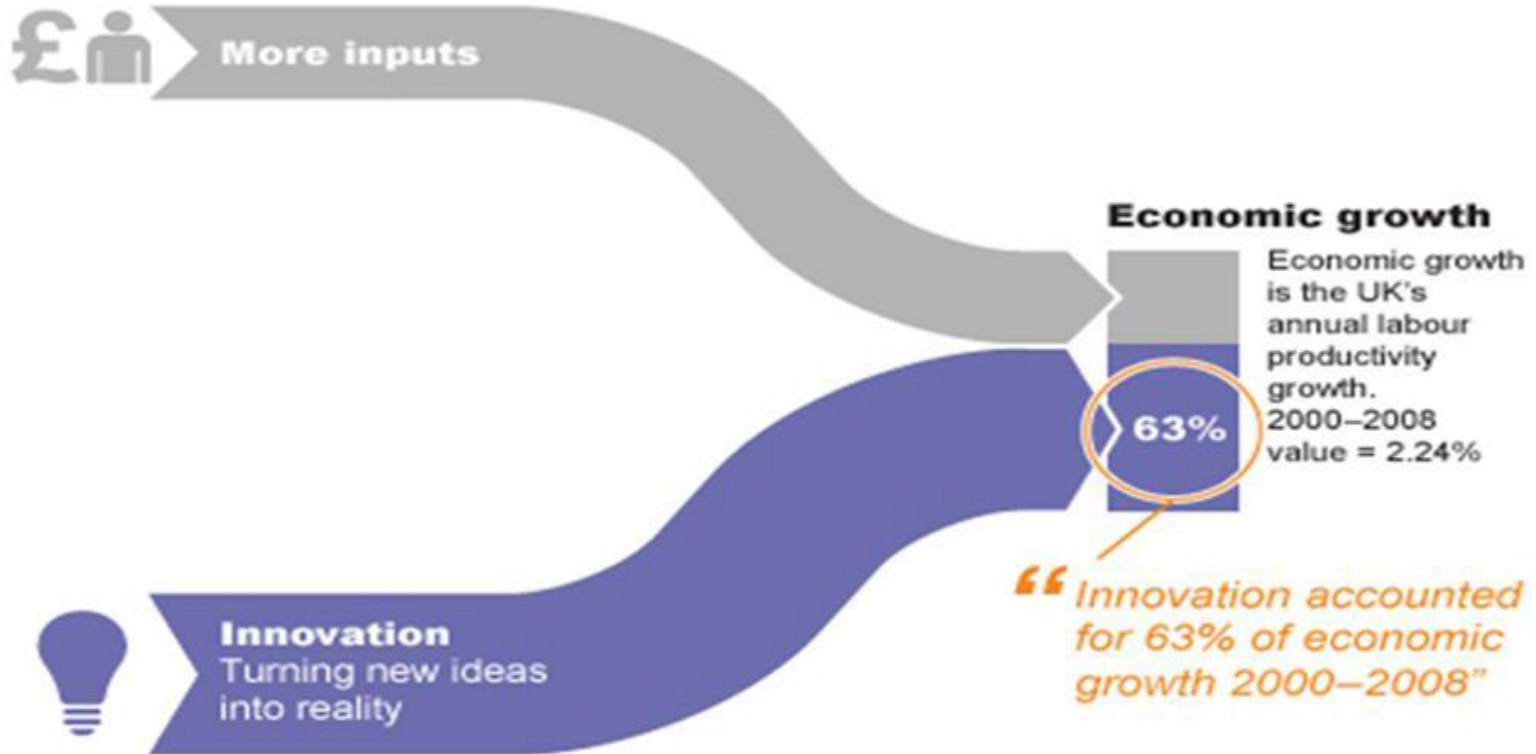 £
More inputs
Economic growth
Economic growth
is the UK's
annual labour
productivity
growth.
2000–2008
value = 2.24%
63%
Innovation
Turning new ideas
into reality
“Innovation accounted
for 63% of economic
growth 2000–2008”